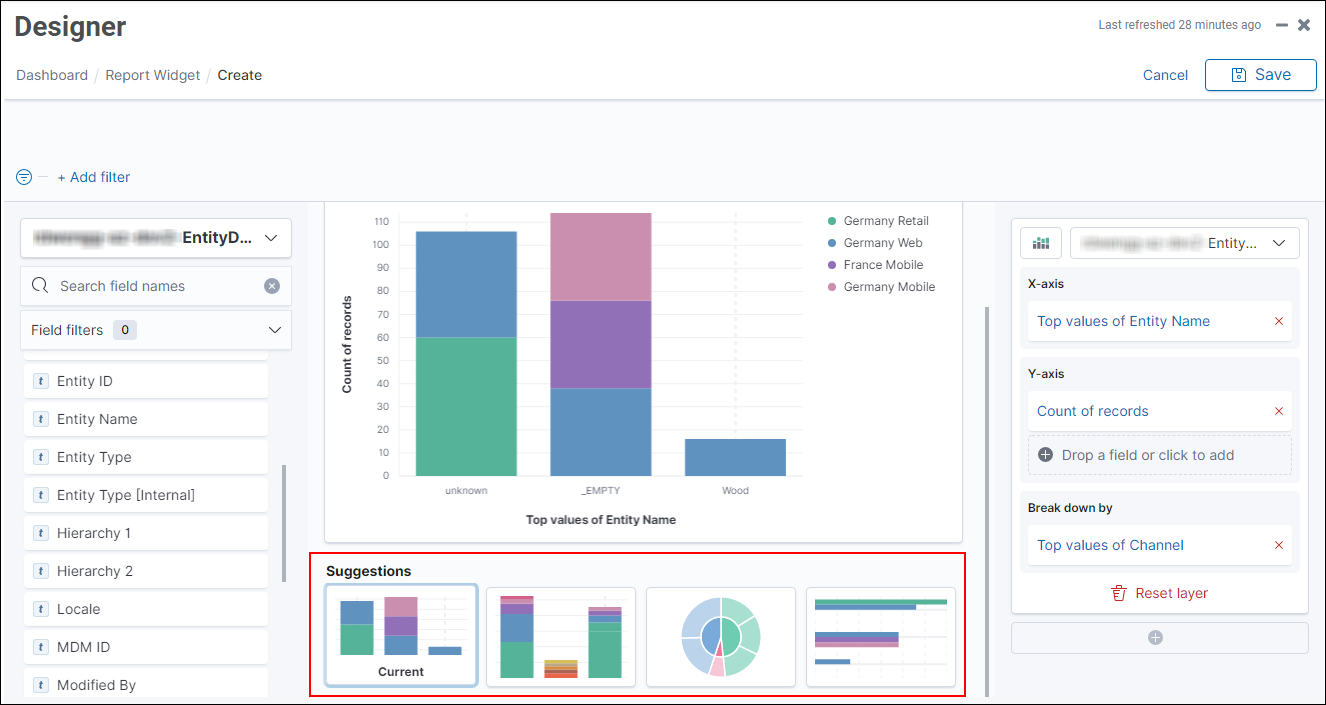 Designer
Last refreshed 28 minutes ago
Dashboard / Report Widget / Create
Cancel
Save
+ Add filter
EntityD...
Search field names
Field filters 0
Entity ID
Entity Name
Entity Type
Entity Type [Internal]
Hierarchy 1
Hierarchy 2
Locale
MDM ID
Modified By
110
100
90
80
70
60
50
40
30
20
10
0
Count of records
unknown
_EMPTY
Wood
Top values of Entity Name
Germany Retail
Germany Web
France Mobile
Germany Mobile
Suggestions
Current
Entity...
X-axis
Top values of Entity Name
Y-axis
Count of records
Drop a field or click to add
Break down by
Top values of Channel
Reset layer